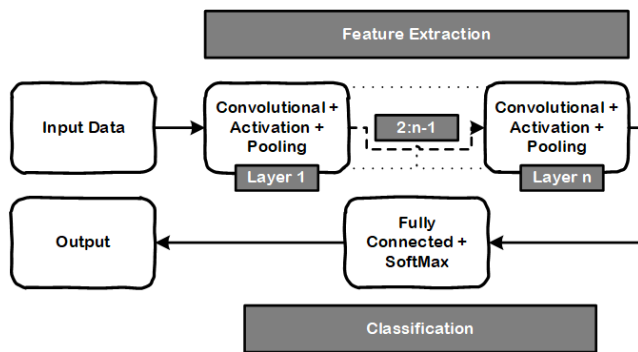 Feature Extraction
Input Data
Convolutional +
Activation +
Pooling
Layer 1
2:n-1
Convolutional +
Activation +
Pooling
Layer n
Output
Fully
Connected +
SoftMax
Classification